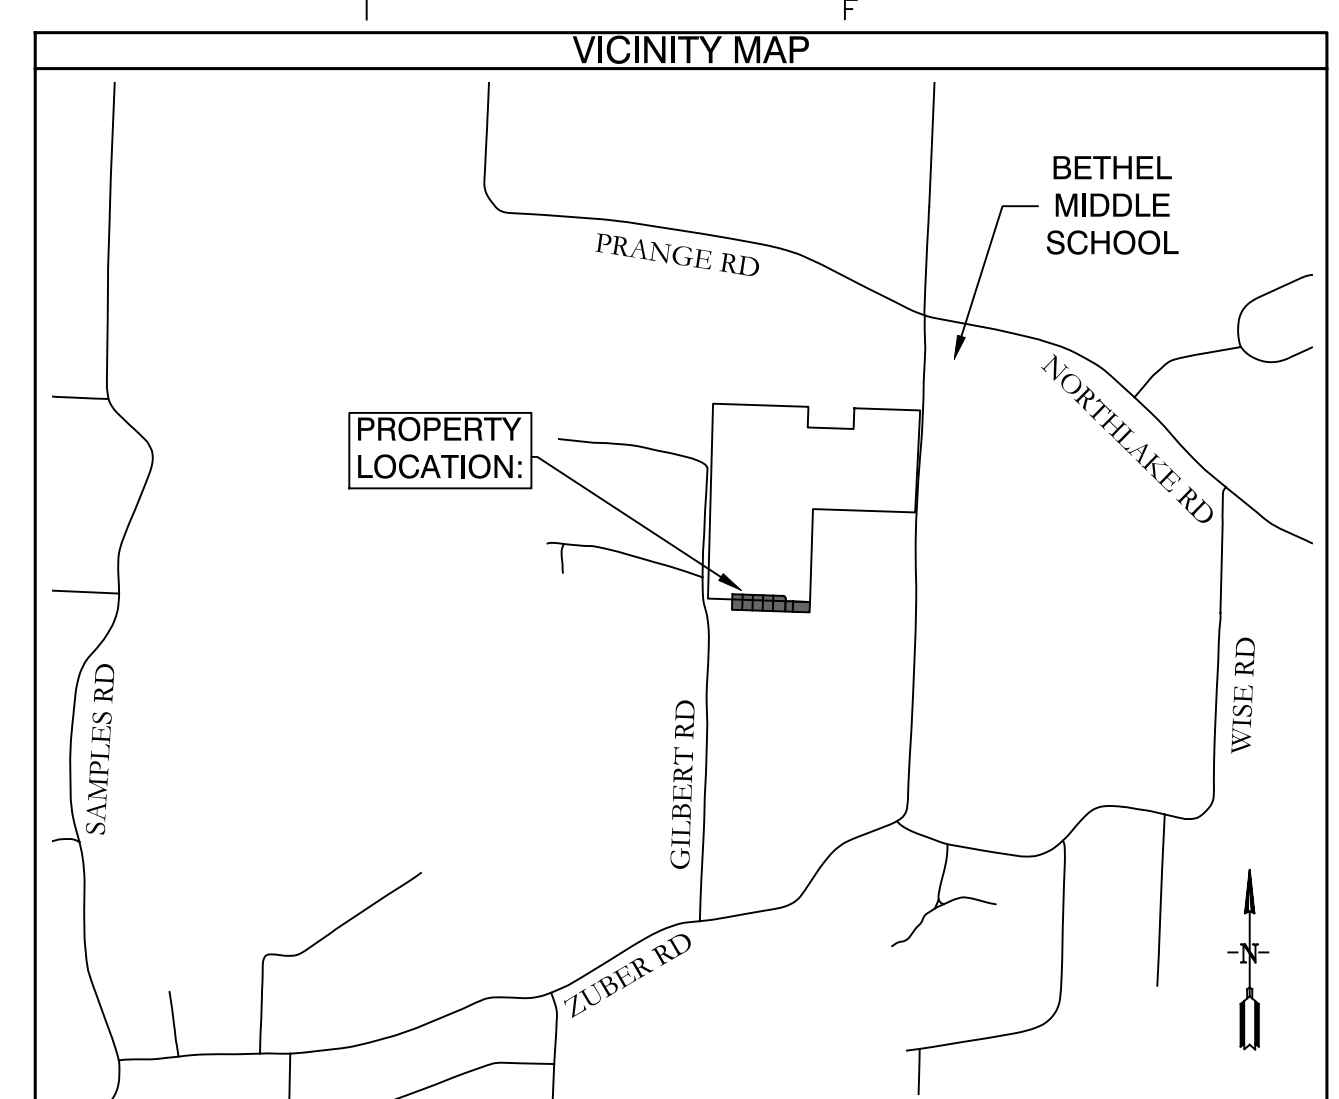 VICINITY MAP
BETHEL
MIDDLE
SCHOOL
PRANGE RD
NORTHLAKE RD
PROPERTY
LOCATION:
WISE RD
SAMPLES RD
GILBERT RD
ZUBER RD
-N-